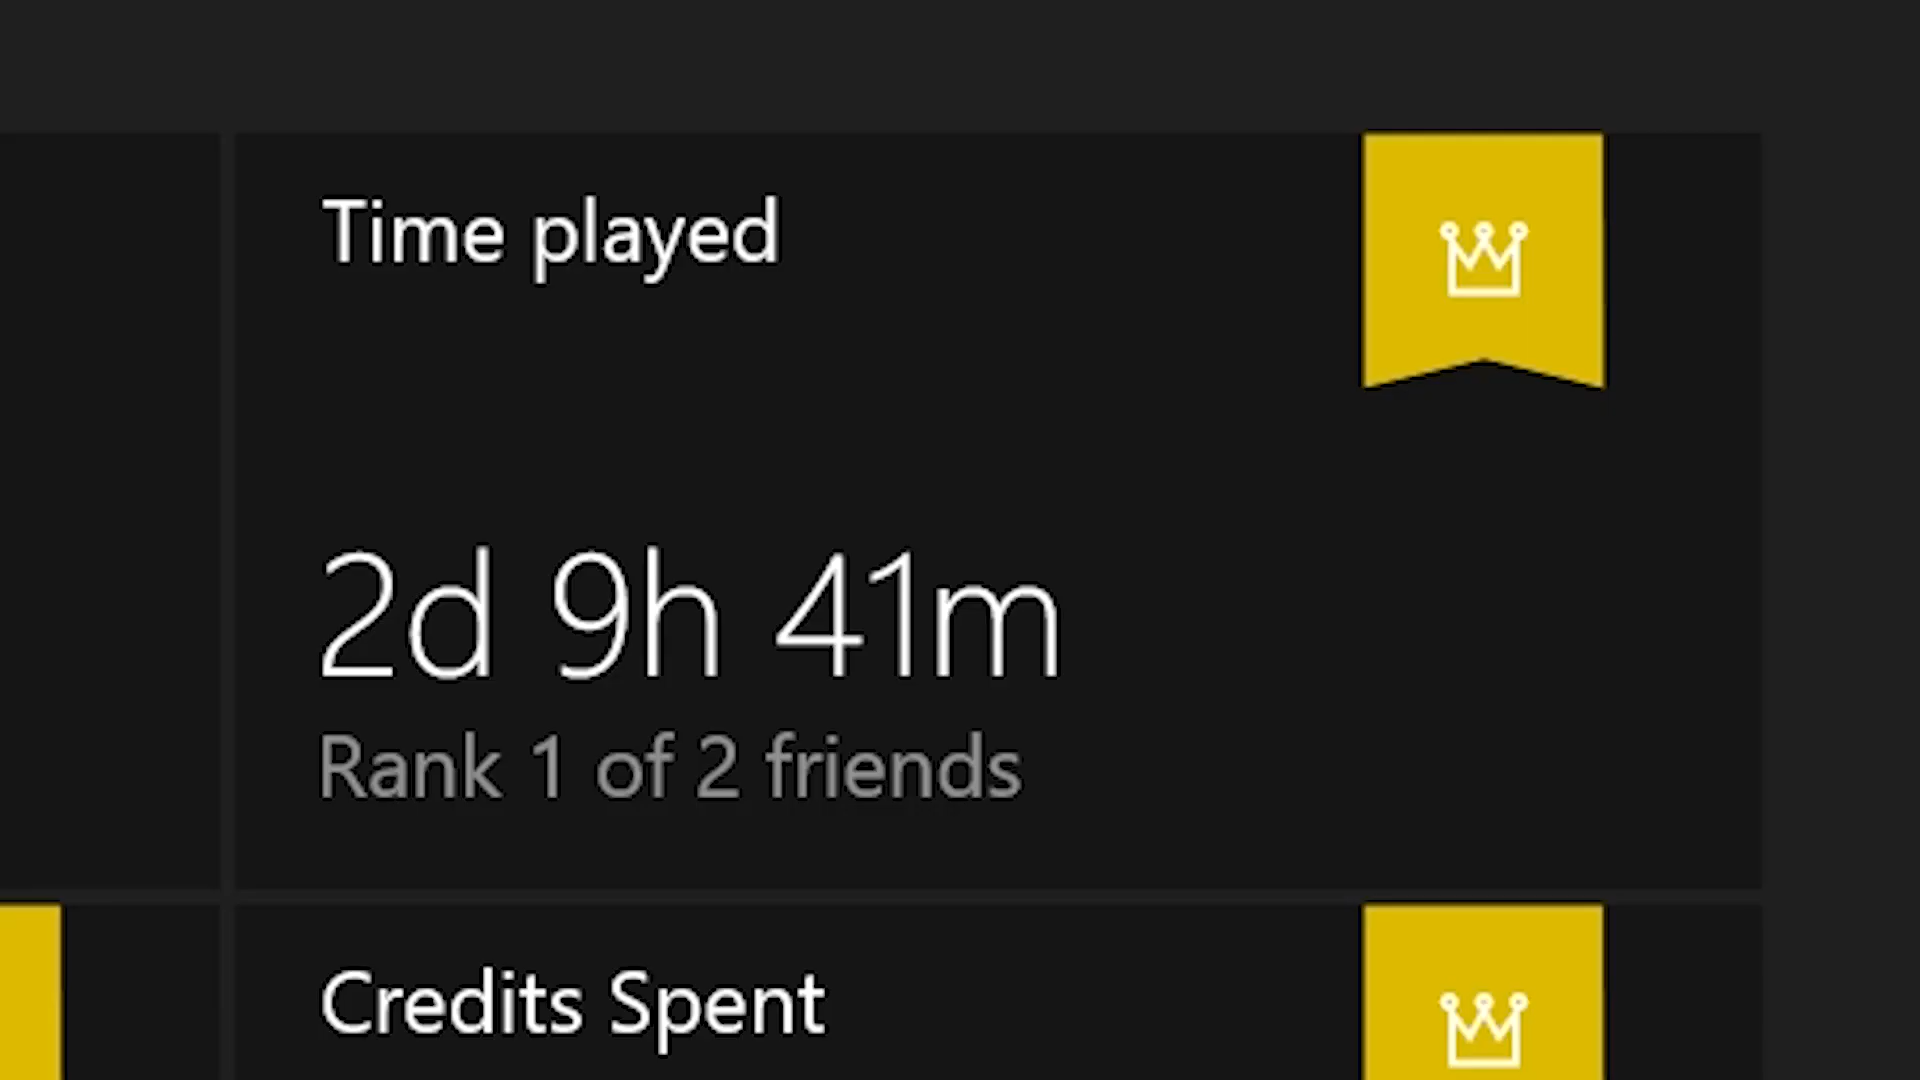 Time played
2d 9h 41m
Rank 1 of 2 friends
Credits Spent